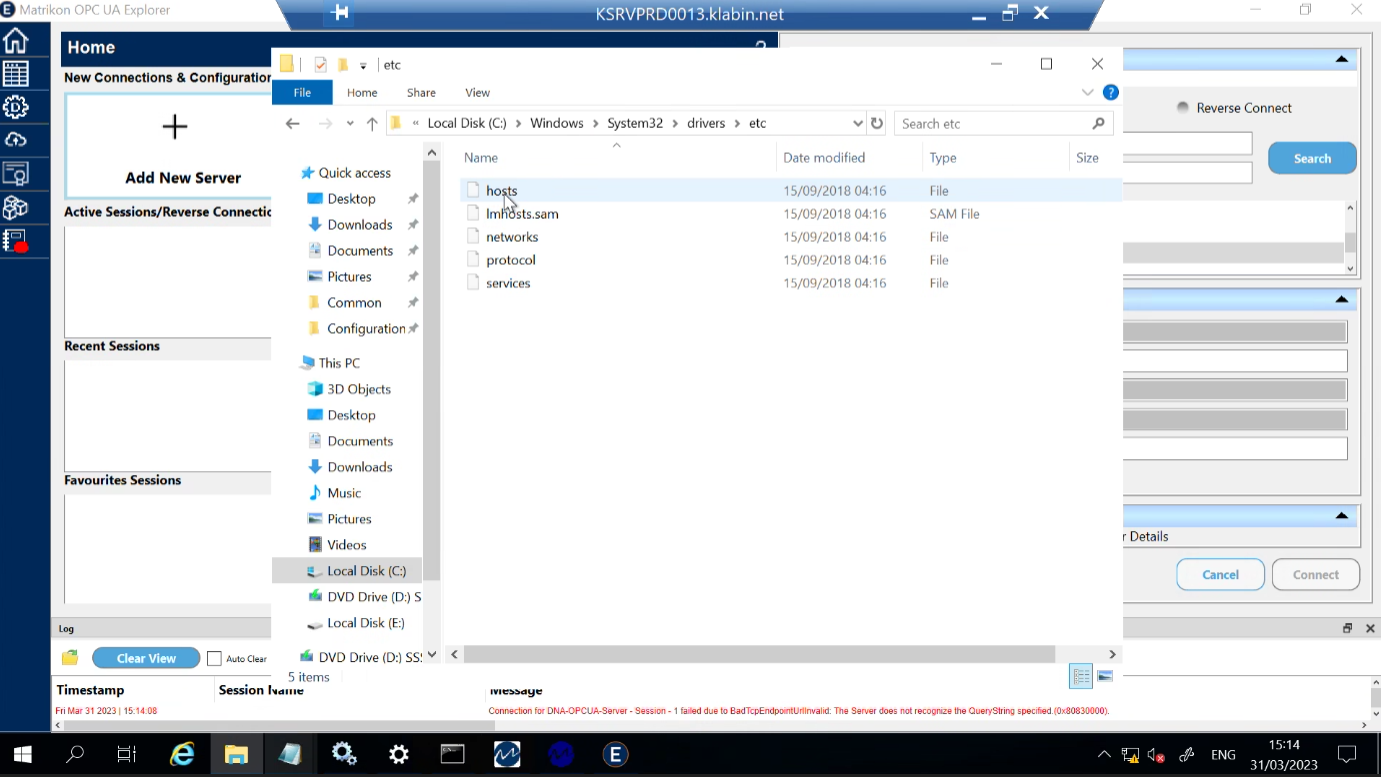 Matrikon OPC UA Explorer
KSRVPRD0013.klabin.net
Home
?
New Connections & Configuration
Add New Server
Active Sessions/Reverse Connectic
Recent Sessions
Favourites Sessions
etc
File Home Share View
« Local Disk (C:) > Windows > System32 > drivers > etc
Search etc
Name Date modified Type Size
hosts 15/09/2018 04:16 File
lmhosts.sam 15/09/2018 04:16 SAM File
networks 15/09/2018 04:16 File
protocol 15/09/2018 04:16 File
services 15/09/2018 04:16 File
Quick access
Desktop
Downloads
Documents
Pictures
Common
Configuration
This PC
3D Objects
Desktop
Documents
Downloads
Music
Pictures
Videos
Local Disk (C:)
DVD Drive (D:) S
Local Disk (E:)
DVD Drive (D:) SS
5 items
Reverse Connect
Search
r Details
Cancel Connect
Log
Clear View Auto Clear
Timestamp Session Name Message
Fri Mar 31 2023 | 15:14:08 Connection for DNA-OPCUA-Server - Session - 1 failed due to BadTcpEndpointUrlInvalid: The Server does not recognize the QueryString specified.(0x80830000).
ENG
15:14
31/03/2023